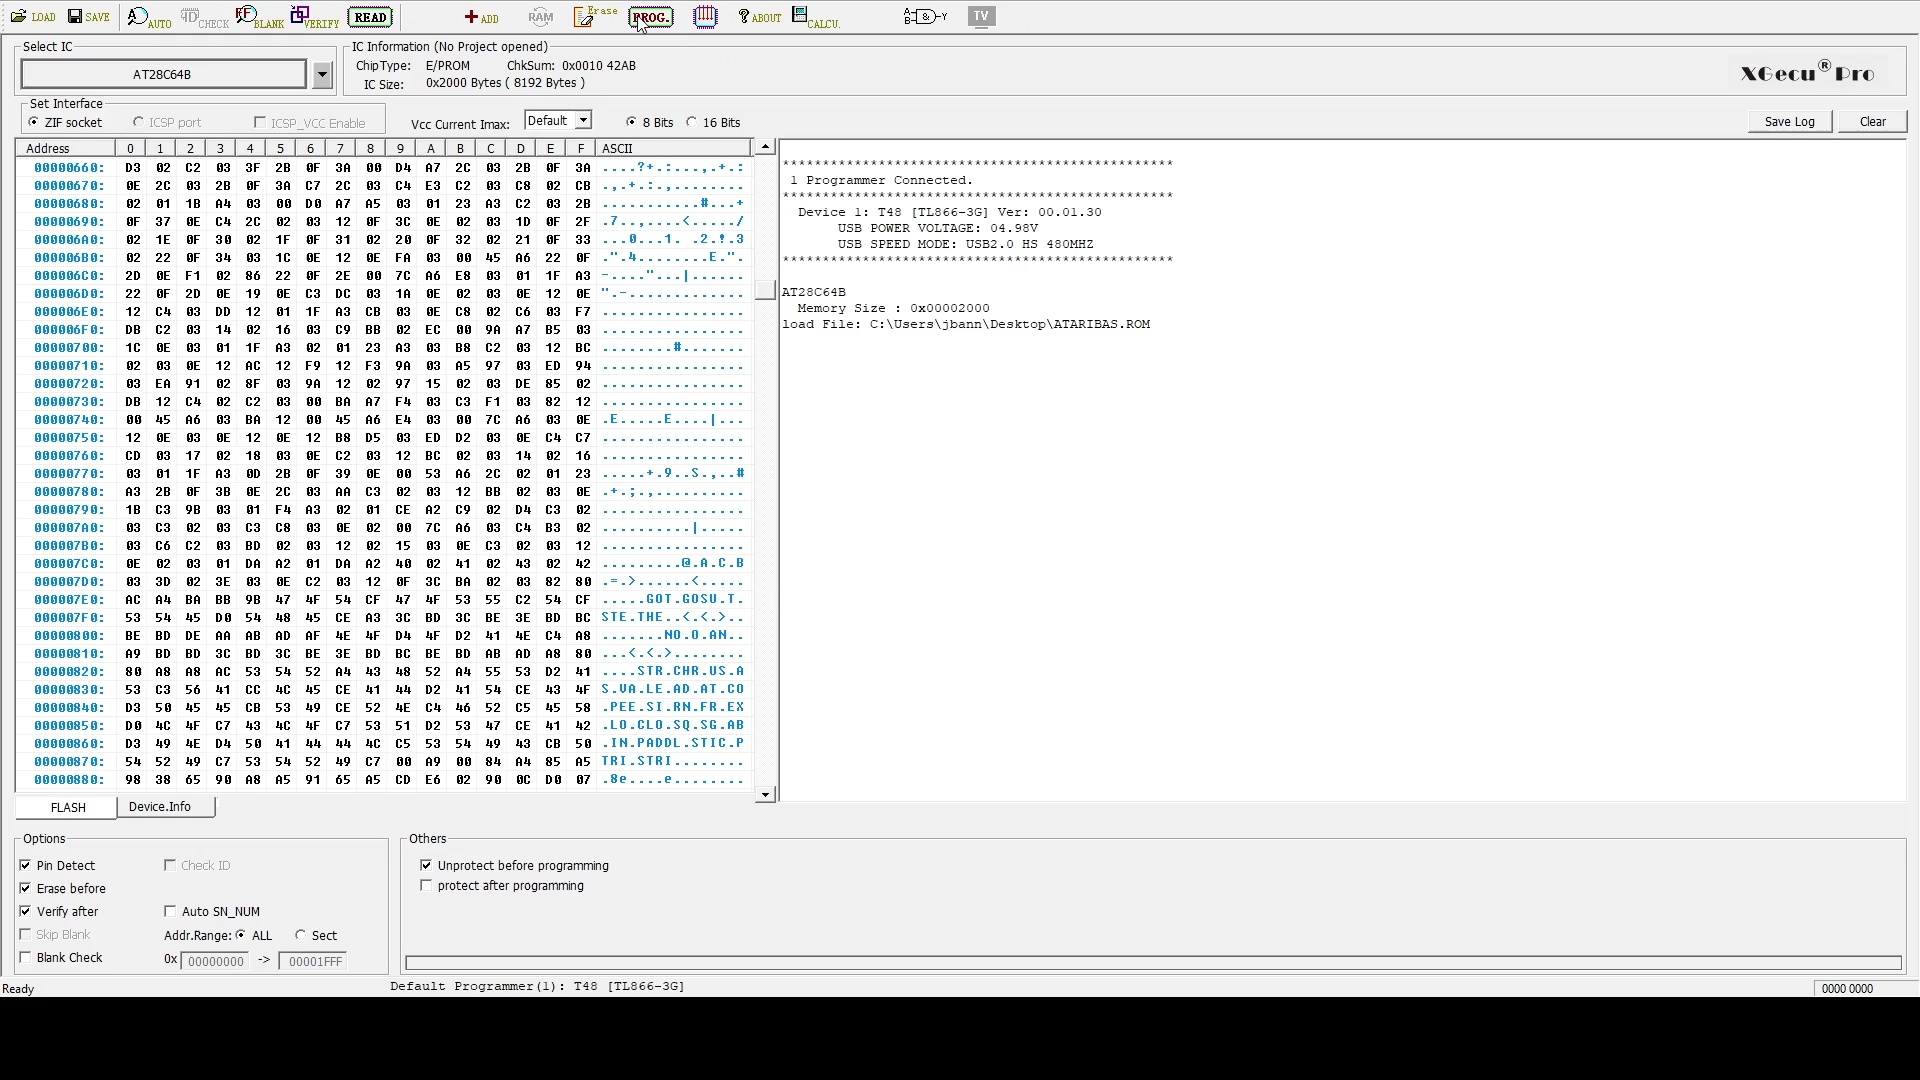 LOAD SAVE AUTO CHECK BLANK VERIFY READ ADD RAM Erase PROG. ABOUT CALCU. TV
Select IC
AT28C64B
IC Information (No Project opened)
ChipType: E/PROM ChkSum: 0x0010 42AB
IC Size: 0x2000 Bytes ( 8192 Bytes )
XGecu® Pro
Set Interface
ZIF socket ICSP port ICSP_VCC Enable
Vcc Current Imax: Default 8 Bits 16 Bits
Save Log Clear
Address 0 1 2 3 4 5 6 7 8 9 A B C D E F ASCII
00000660: D3 02 C2 03 3F 2B 0F 3A 00 D4 A7 2C 03 2B 0F 3A ....?+.:...,.+.:
00000670: 0E 2C 03 2B 0F 3A C7 2C 03 C4 E3 C2 03 C8 02 CB .,.+.:.,........
00000680: 02 01 1B A4 03 00 D0 A7 A5 03 01 23 A3 C2 03 2B ...........#...+
00000690: 0F 37 0E C4 2C 02 03 12 0F 3C 0E 02 03 1D 0F 2F .7..,....<...../
000006A0: 02 1E 0F 30 02 1F 0F 31 02 20 0F 32 02 21 0F 33 ...0...1. .2.!.3
000006B0: 02 22 0F 34 03 1C 0E 12 0E FA 03 00 45 A6 22 0F .".4........E.".
000006C0: 2D 0E F1 02 86 22 0F 2E 00 7C A6 E8 03 01 1F A3 -...."...|......
000006D0: 22 0F 2D 0E 19 0E C3 DC 03 1A 0E 02 03 0E 12 0E ".-.............
000006E0: 12 C4 03 DD 12 01 1F A3 CB 03 0E C8 02 C6 03 F7 ................
000006F0: DB C2 03 14 02 16 03 C9 BB 02 EC 00 9A A7 B5 03 ................
00000700: 1C 0E 03 01 1F A3 02 01 23 A3 03 B8 C2 03 12 BC ........#.......
00000710: 02 03 0E 12 AC 12 F9 12 F3 9A 03 A5 97 03 ED 94 ................
00000720: 03 EA 91 02 8F 03 9A 12 02 97 15 02 03 DE 85 02 ................
00000730: DB 12 C4 02 C2 03 00 BA A7 F4 03 C3 F1 03 82 12 ................
00000740: 00 45 A6 03 BA 12 00 45 A6 E4 03 00 7C A6 03 0E .E.....E....|...
00000750: 12 0E 03 0E 12 0E 12 B8 D5 03 ED D2 03 0E C4 C7 ................
00000760: CD 03 17 02 18 03 0E C2 03 12 BC 02 03 14 02 16 ................
00000770: 03 01 1F A3 0D 2B 0F 39 0E 00 53 A6 2C 02 01 23 .....+.9..S.,..#
00000780: A3 2B 0F 3B 0E 2C 03 AA C3 02 03 12 BB 02 03 0E .+.;.,..........
00000790: 1B C3 9B 03 01 F4 A3 02 01 CE A2 C9 02 D4 C3 02 ................
000007A0: 03 C3 02 03 C3 C8 03 0E 02 00 7C A6 03 C4 B3 02 ..........|.....
000007B0: 03 C6 C2 03 BD 02 03 12 02 15 03 0E C3 02 03 12 ................
000007C0: 0E 02 03 01 DA A2 01 DA A2 40 02 41 02 43 02 42 .........@.A.C.B
000007D0: 03 3D 02 3E 03 0E C2 03 12 0F 3C BA 02 03 82 80 .=.>......<.....
000007E0: AC A4 BA BB 9B 47 4F 54 CF 47 4F 53 55 C2 54 CF .....GOT.GOSU.T.
000007F0: 53 54 45 D0 54 48 45 CE A3 3C BD 3C BE 3E BD BC STE.THE..<.<.>..
00000800: BE BD DE AA AB AD AF 4E 4F D4 4F D2 41 4E C4 A8 .......NO.O.AN..
00000810: A9 BD BD 3C BD 3C BE 3E BD BC BE BD AB AD A8 80 ...<.<.>........
00000820: 80 A8 A8 AC 53 54 52 A4 43 48 52 A4 55 53 D2 41 ....STR.CHR.US.A
00000830: 53 C3 56 41 CC 4C 45 CE 41 44 D2 41 54 CE 43 4F S.VA.LE.AD.AT.CO
00000840: D3 50 45 45 CB 53 49 CE 52 4E C4 46 52 C5 45 58 .PEE.SI.RN.FR.EX
00000850: D0 4C 4F C7 43 4C 4F C7 53 51 D2 53 47 CE 41 42 .LO.CLO.SQ.SG.AB
00000860: D3 49 4E D4 50 41 44 44 4C C5 53 54 49 43 CB 50 .IN.PADDL.STIC.P
00000870: 54 52 49 C7 53 54 52 49 C7 00 A9 00 84 A4 85 A5 TRI.STRI........
00000880: 98 38 65 90 A8 A5 91 65 A5 CD E6 02 90 0C D0 07 .8e....e........
************************************************
1 Programmer Connected.
************************************************
Device 1: T48 [TL866-3G] Ver: 00.01.30
USB POWER VOLTAGE: 04.98V
USB SPEED MODE: USB2.0 HS 480MHZ
************************************************
AT28C64B
Memory Size : 0x00002000
load File: C:\Users\jbann\Desktop\ATARIBAS.ROM
FLASH Device.Info
Options
Pin Detect Check ID
Erase before
Verify after Auto SN_NUM
Skip Blank Addr.Range: ALL Sect
Blank Check 0x 00000000 -> 00001FFF
Others
Unprotect before programming
protect after programming
Ready Default Programmer(1): T48 [TL866-3G] 0000 0000